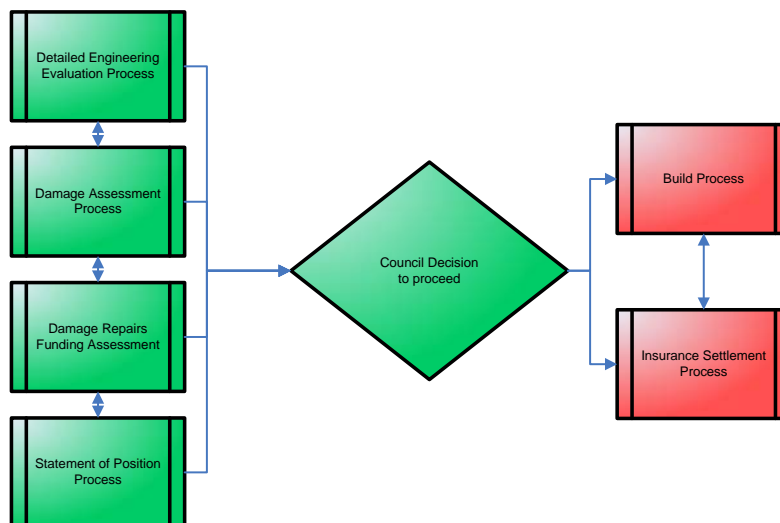 Detailed Engineering
Evaluation Process
Damage Assessment
Process
Damage Repairs
Funding Assessment
Statement of Position
Process
Council Decision
to proceed
Build Process
Insurance Settlement
Process